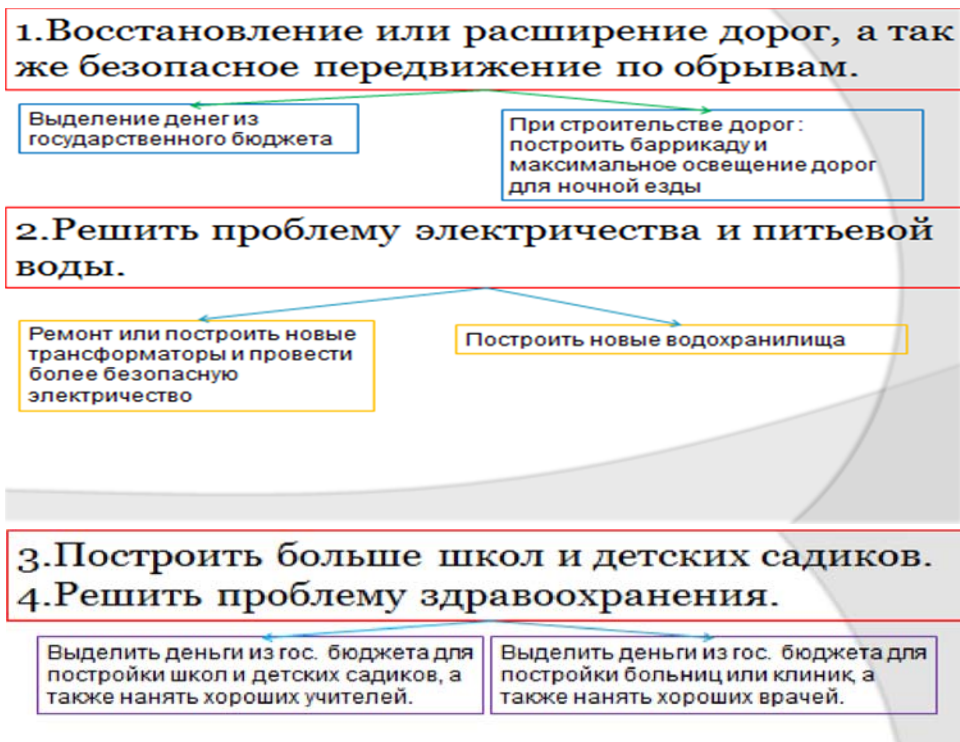 1.Восстановление или расширение дорог, а так
же безопасное передвижение по обрывам.
Выделение денег из
государственного бюджета
При строительстве дорог:
построить баррикаду и
максимальное освещение дорог
для ночной езды
2.Решить проблему электричества и питьевой
воды.
Ремонт или построить новые
трансформаторы и провести
более безопасную
электричество
Построить новые водохранилища
3.Построить больше школ и детских садиков.
4.Решить проблему здравоохранения.
Выделить деньги из гос. бюджета для
постройки школ и детских садиков, а
также нанять хороших учителей.
Выделить деньги из гос. бюджета для
постройки больниц или клиник, а
также нанять хороших врачей.